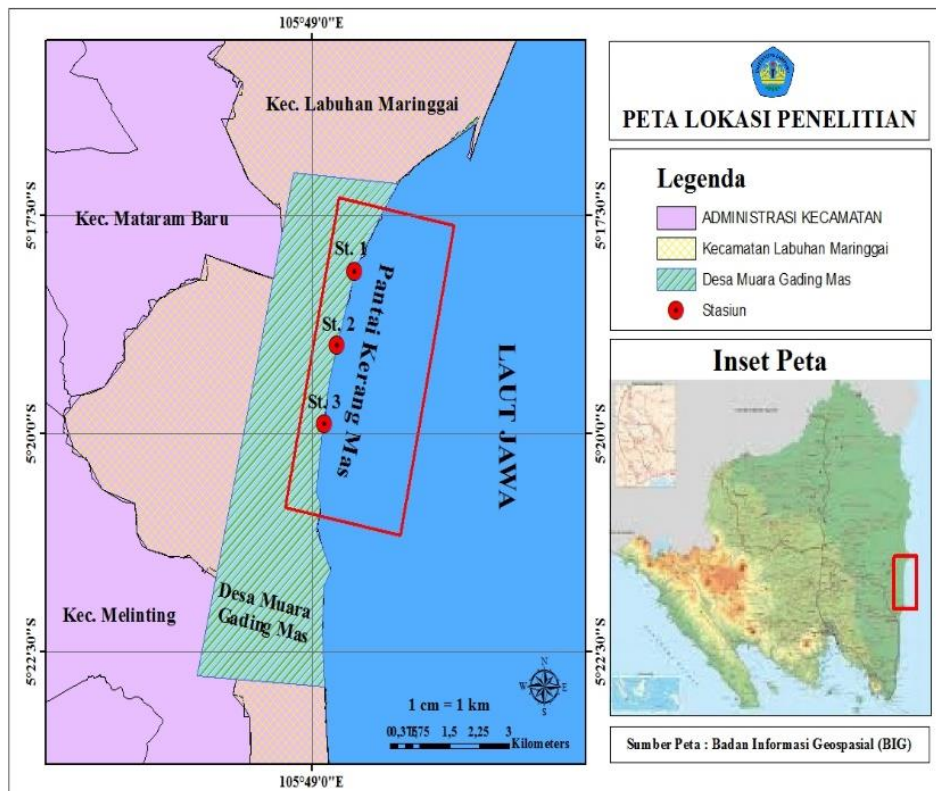 105°49'0"E
Kec. Labuhan Maringgai
5°17'30"S
Kec. Mataram Baru
5°17'30"S
St. 1
Pantai Kerang Mas
St. 2
LAUT JAWA
St. 3
5°20'0"S
5°20'0"S
Desa Muara
Gading Mas
Kec. Melinting
5°22'30"S
5°22'30"S
N
W
E
S
1 cm = 1 km
1,5
2,25
3
Kilometers
105°49'0"E
PETA LOKASI PENELITIAN
Legenda
ADMINISTRASI KECAMATAN
Kecamatan Labuhan Maringgai
Desa Muara Gading Mas
Stasiun
Inset Peta
Sumber Peta : Badan Informasi Geospasial (BIG)